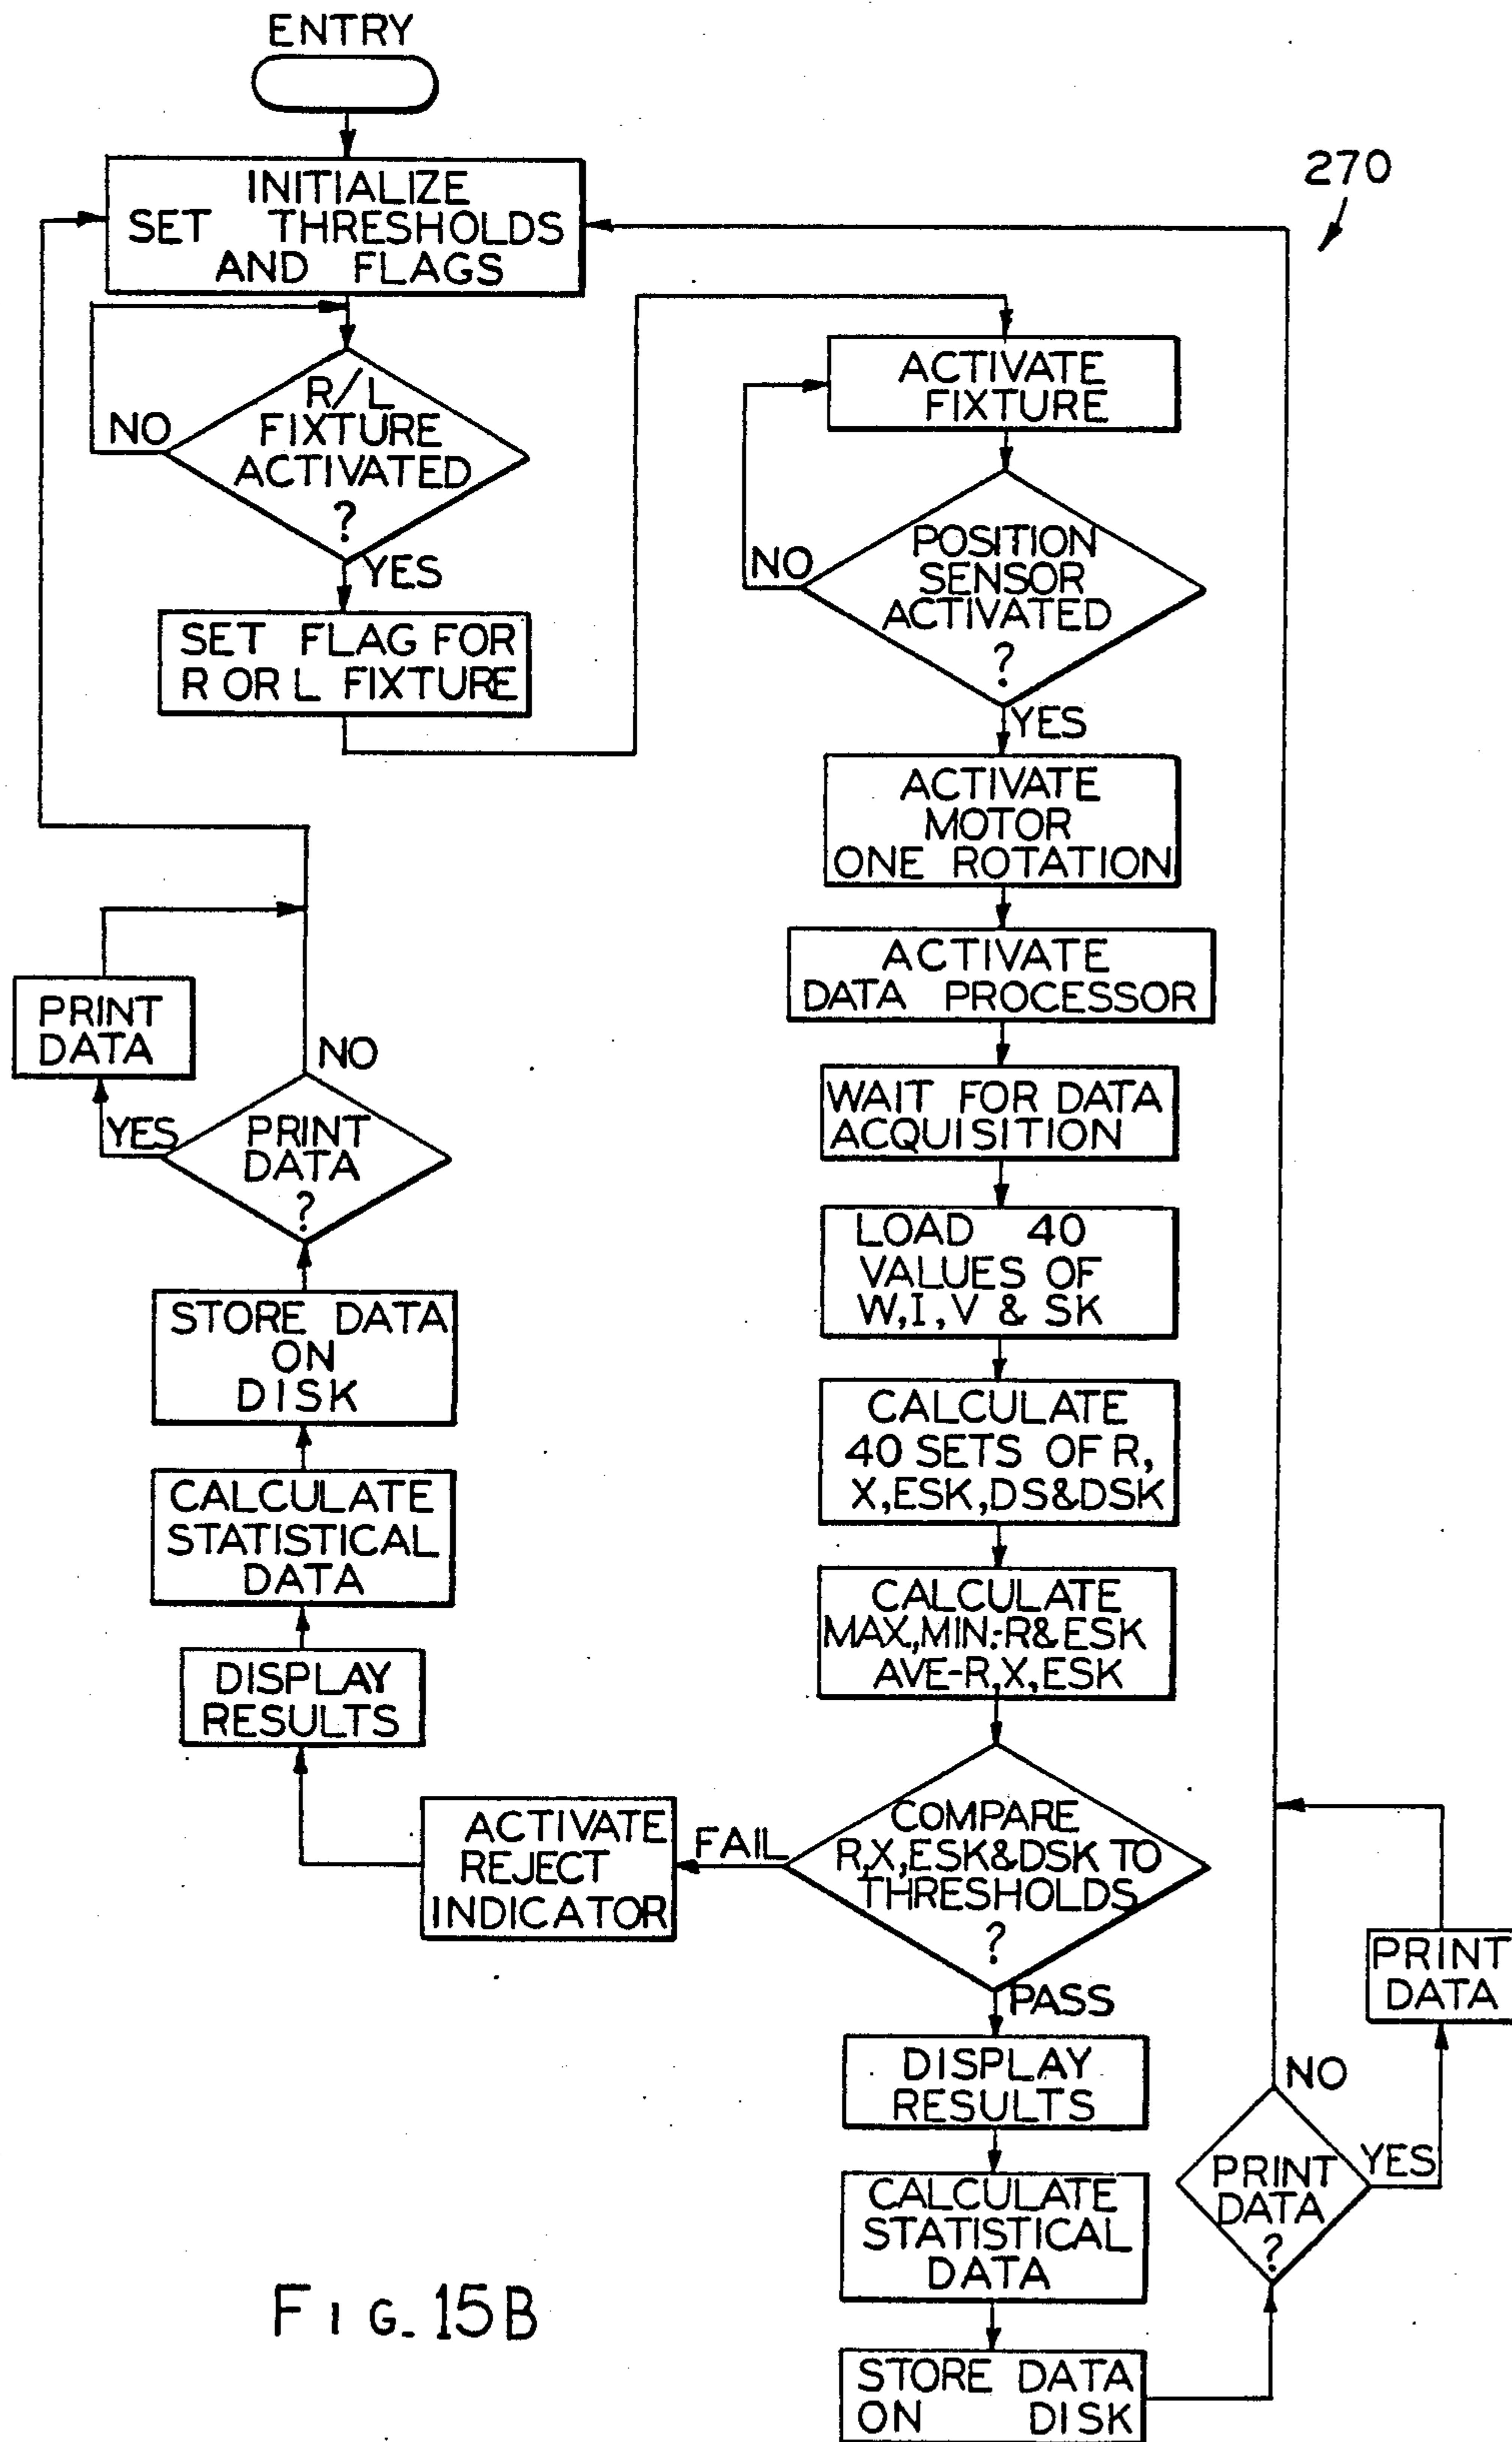 ENTRY
270
INITIALIZE
SET THRESHOLDS
AND FLAGS
R/L
FIXTURE
ACTIVATED
?
NO
YES
SET FLAG FOR
R OR L FIXTURE
ACTIVATE
FIXTURE
POSITION
SENSOR
ACTIVATED
?
NO
YES
ACTIVATE
MOTOR
ONE ROTATION
ACTIVATE
DATA PROCESSOR
WAIT FOR DATA
ACQUISITION
LOAD 40
VALUES OF
W,I,V & SK
CALCULATE
40 SETS OF R,
X,ESK,DS&DSK
CALCULATE
MAX,MIN:-R&ESK
AVE-R,X,ESK
COMPARE
R,X,ESK&DSK TO
THRESHOLDS
?
FAIL
PASS
ACTIVATE
REJECT
INDICATOR
DISPLAY
RESULTS
CALCULATE
STATISTICAL
DATA
STORE DATA
ON
DISK
PRINT
DATA
?
YES
NO
PRINT
DATA
DISPLAY
RESULTS
CALCULATE
STATISTICAL
DATA
STORE DATA
ON DISK
PRINT
DATA
?
YES
NO
PRINT
DATA
FIG. 15B